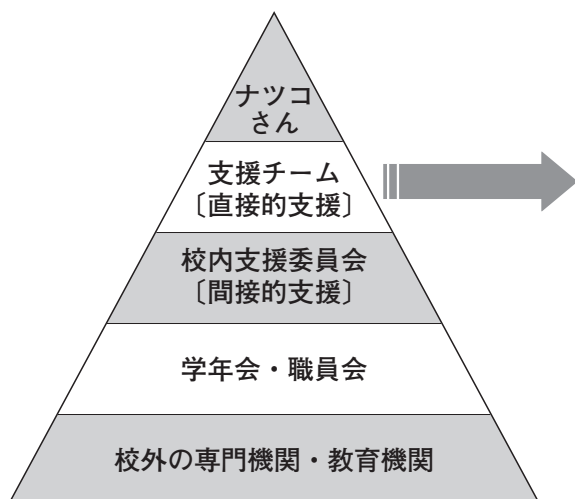 ナツコ
さん
支援チーム
〔直接的支援〕
校内支援委員会
〔間接的支援〕
学年会・職員会
校外の専門機関・教育機関